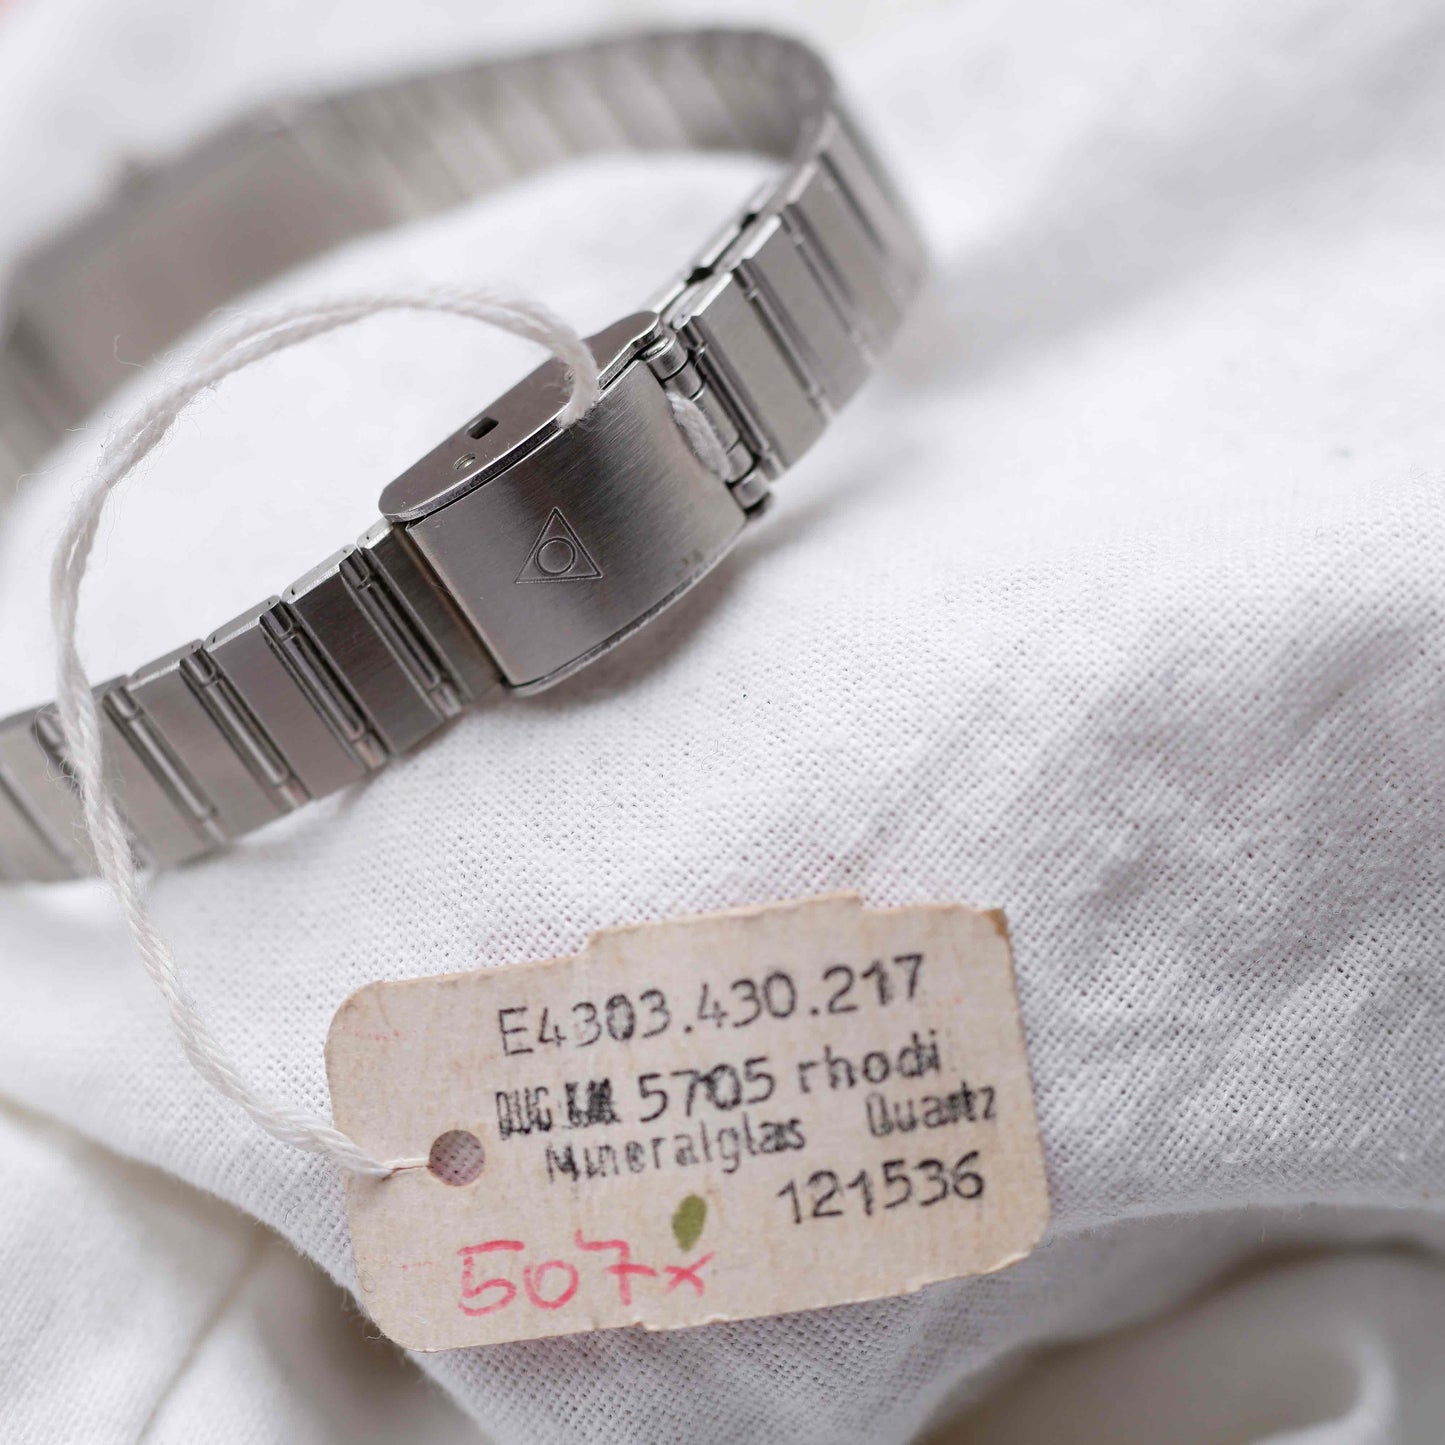 E4303.430.217
5705 rhodi
Mineralglas Quartz
121536
507x